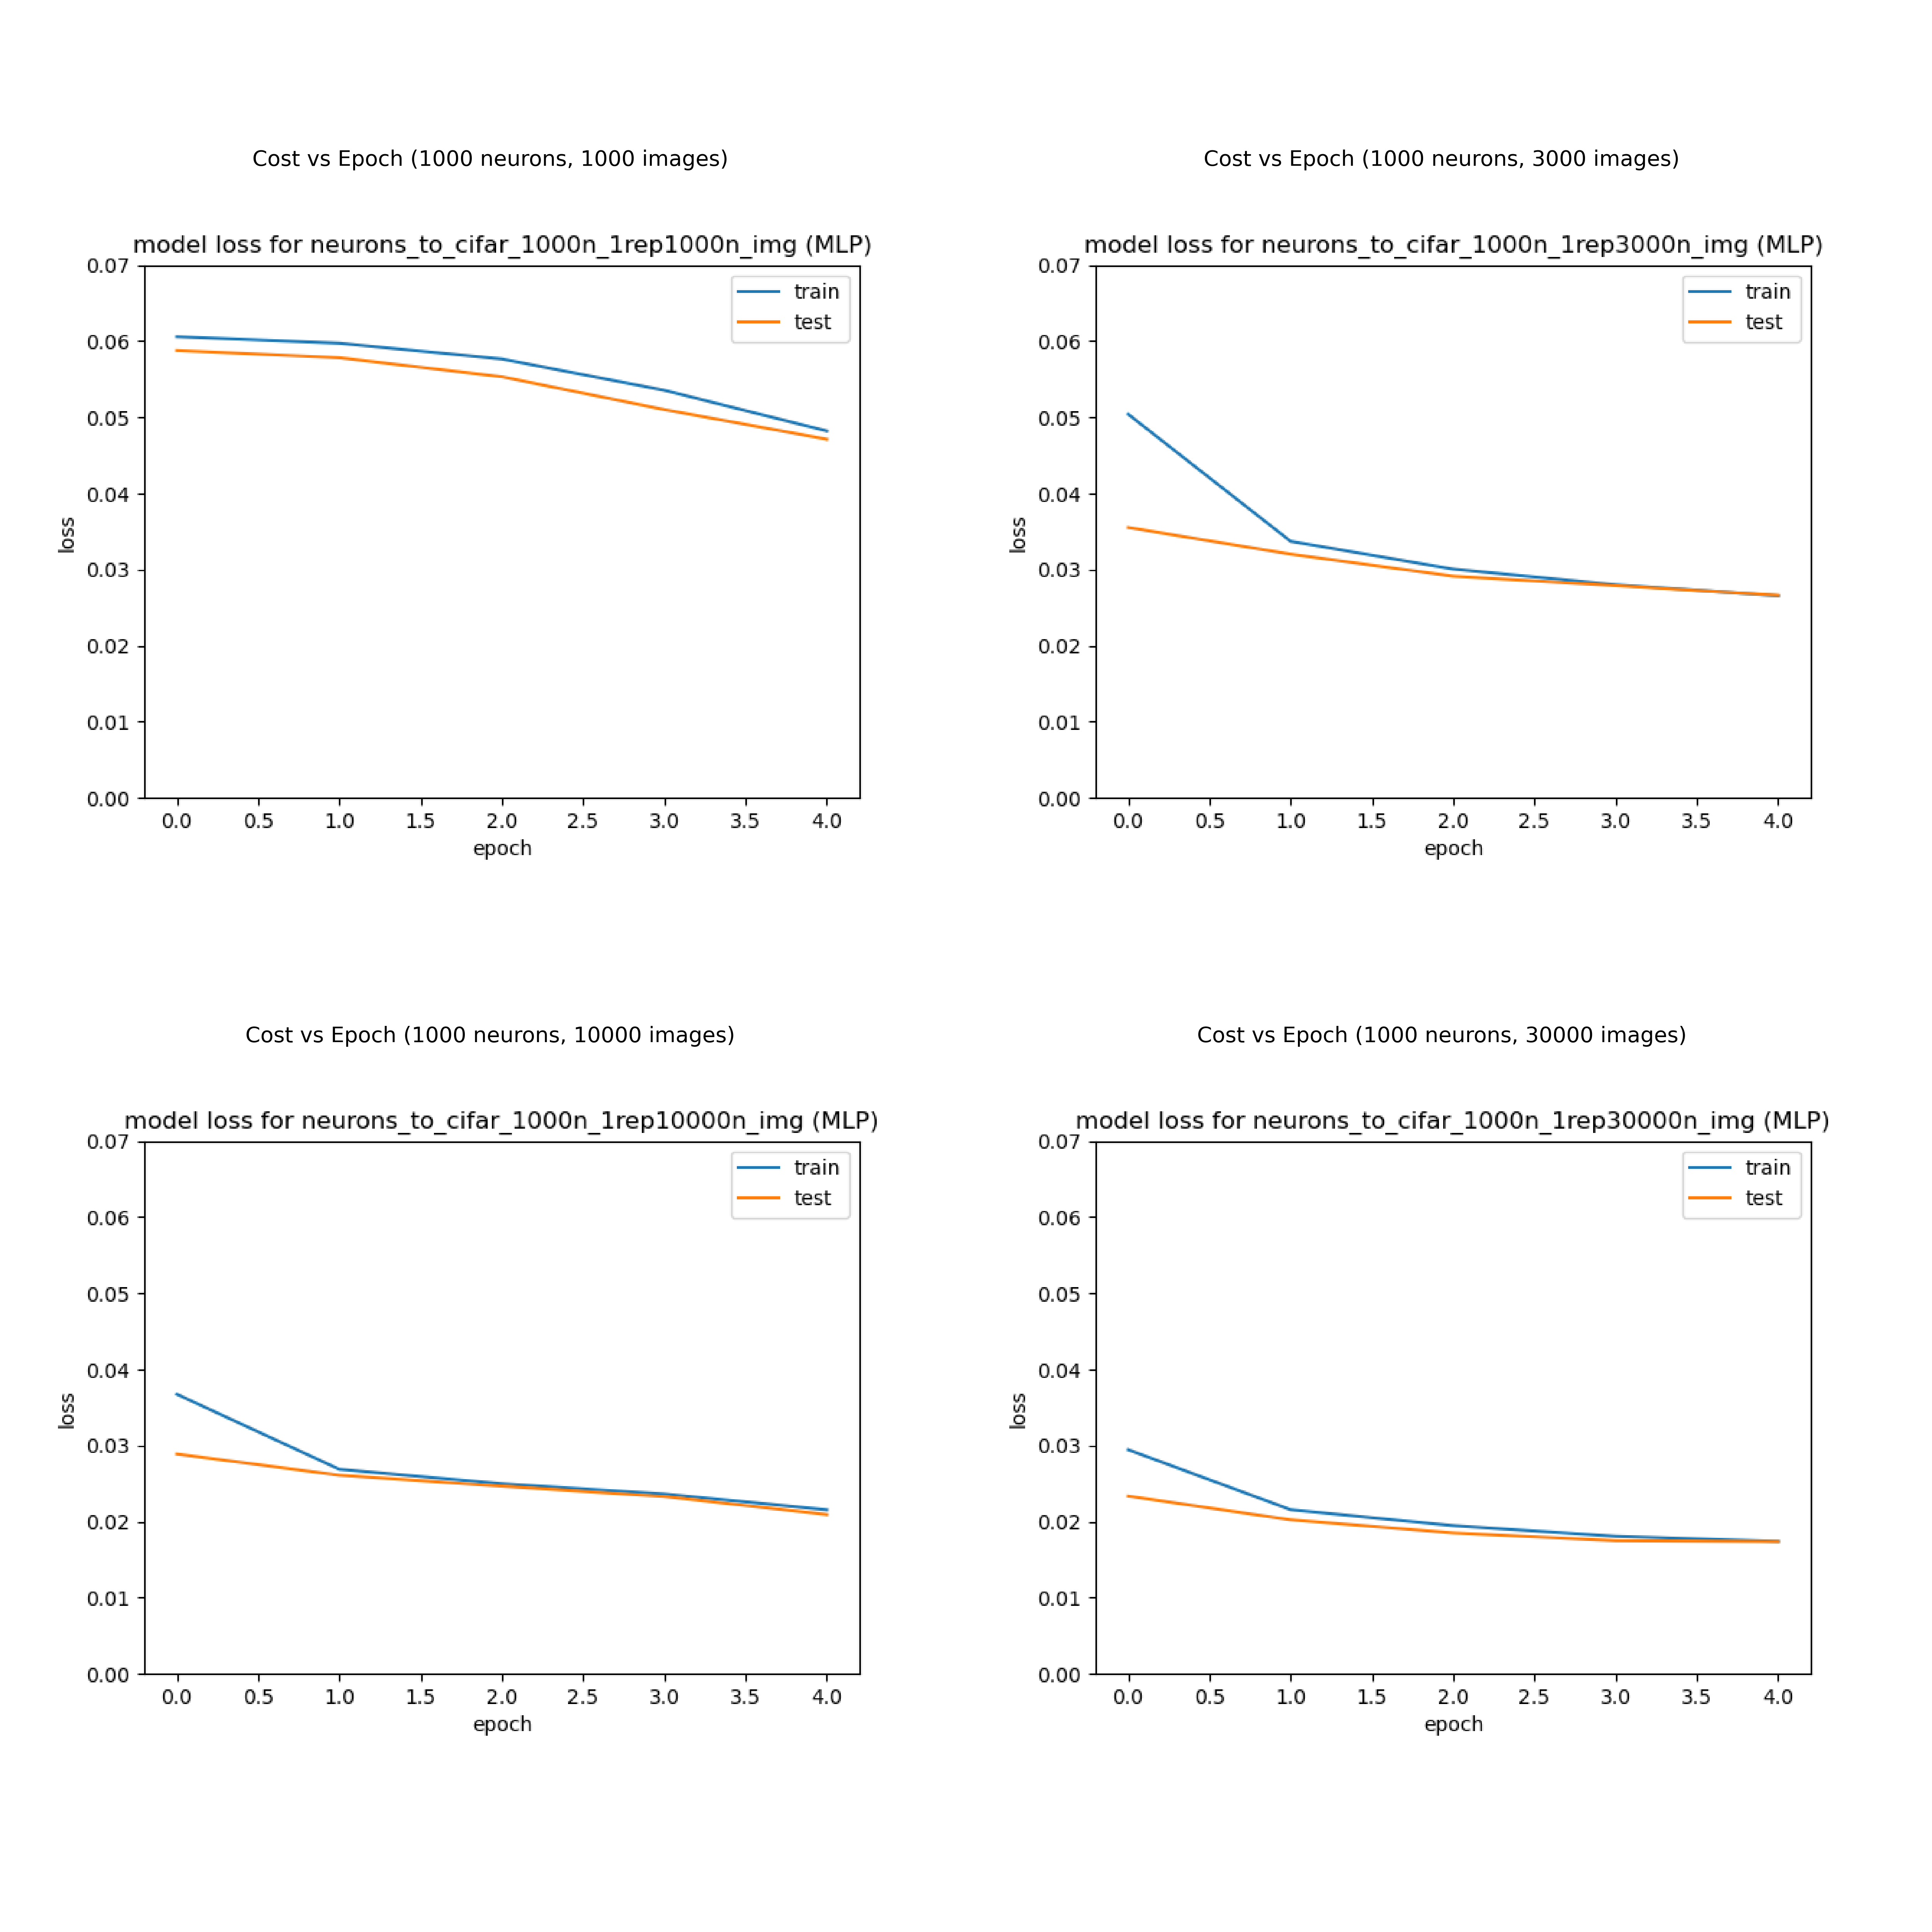 Cost vs Epoch (1000 neurons, 1000 images)
model loss for neurons_to_cifar_1000n_1rep1000n_img (MLP)
train
test
0.07
0.06
0.05
0.04
0.03
0.02
0.01
0.00
loss
0.0 0.5 1.0 1.5 2.0 2.5 3.0 3.5 4.0
epoch
Cost vs Epoch (1000 neurons, 3000 images)
model loss for neurons_to_cifar_1000n_1rep3000n_img (MLP)
train
test
0.07
0.06
0.05
0.04
0.03
0.02
0.01
0.00
loss
0.0 0.5 1.0 1.5 2.0 2.5 3.0 3.5 4.0
epoch
Cost vs Epoch (1000 neurons, 10000 images)
model loss for neurons_to_cifar_1000n_1rep10000n_img (MLP)
train
test
0.07
0.06
0.05
0.04
0.03
0.02
0.01
0.00
loss
0.0 0.5 1.0 1.5 2.0 2.5 3.0 3.5 4.0
epoch
Cost vs Epoch (1000 neurons, 30000 images)
model loss for neurons_to_cifar_1000n_1rep30000n_img (MLP)
train
test
0.07
0.06
0.05
0.04
0.03
0.02
0.01
0.00
loss
0.0 0.5 1.0 1.5 2.0 2.5 3.0 3.5 4.0
epoch